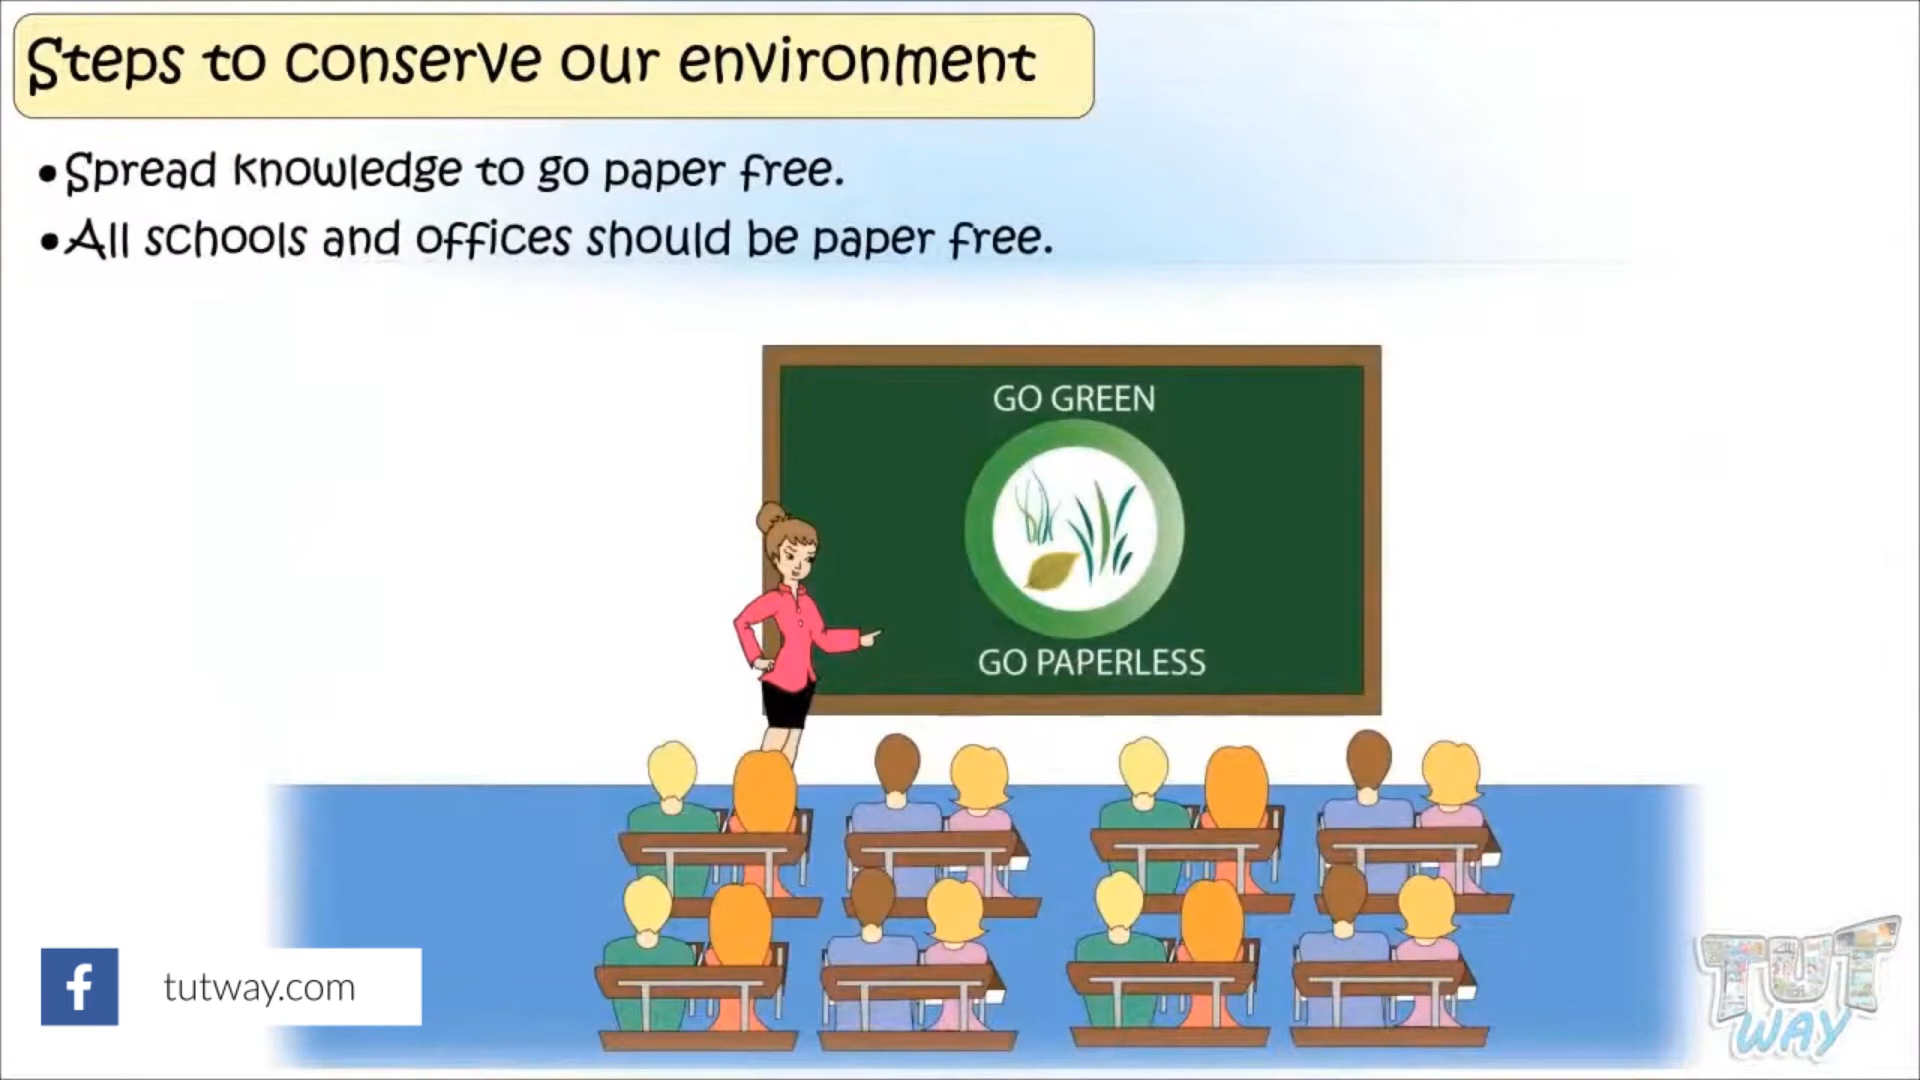 Steps to conserve our environment
•Spread knowledge to go paper free.
•All schools and offices should be paper free.
GO GREEN
GO PAPERLESS
f
tutway.com
TUT
WAY